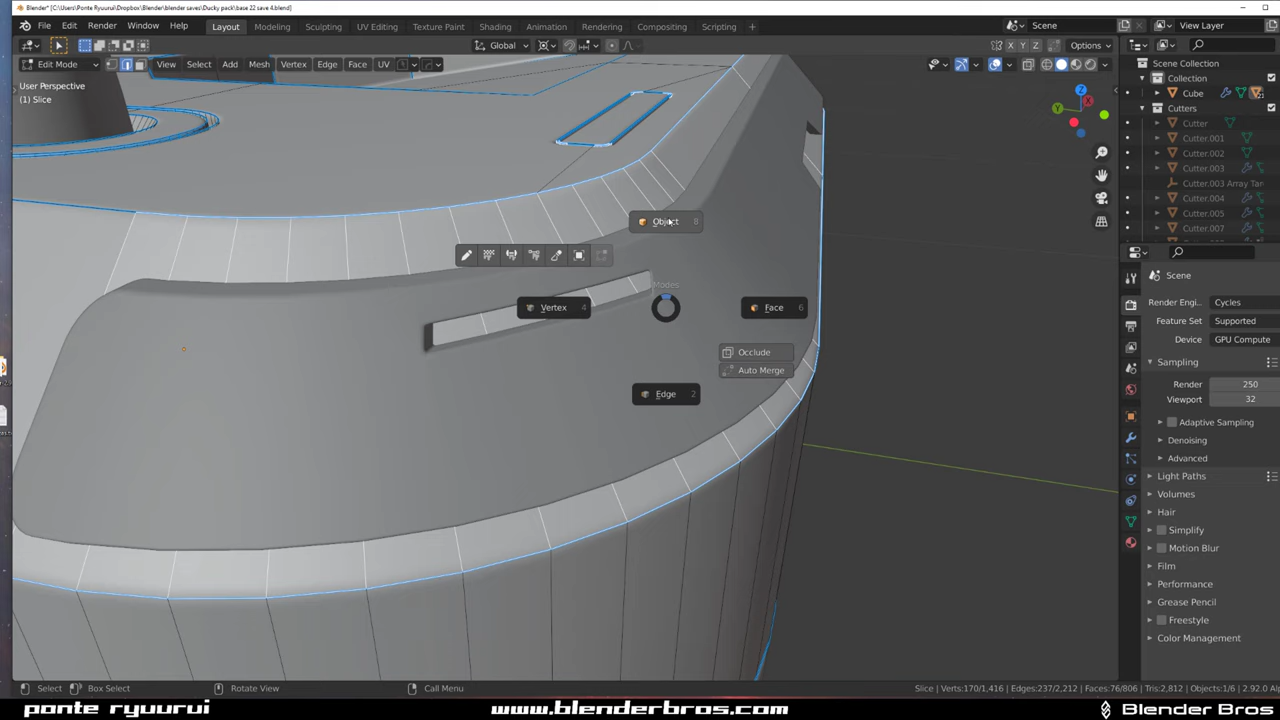 Blender* [C:\Users\Ponte Ryuurui\Dropbox\Blender\blender saves\Ducky pack\base 22 save 4.blend]
File Edit Render Window Help Layout Modeling Sculpting UV Editing Texture Paint Shading Animation Rendering Compositing Scripting + Scene View Layer
Global X Y Z Options
Edit Mode View Select Add Mesh Vertex Edge Face UV
User Perspective
(1) Slice
Scene Collection
Collection
Cube
Cutters
Cutter
Cutter.001
Cutter.002
Cutter.003
Cutter.003 Array Tar
Cutter.004
Cutter.005
Cutter.007
Z
Y
X
Object 8
Modes
Vertex 4
Face 6
Occlude
Auto Merge
Edge 2
Scene
Render Engi..
Cycles
Feature Set
Supported
Device
GPU Compute
Sampling
Render 250
Viewport 32
Adaptive Sampling
Denoising
Advanced
Light Paths
Volumes
Hair
Simplify
Motion Blur
Film
Performance
Grease Pencil
Freestyle
Color Management
Select Box Select Rotate View Call Menu Slice | Verts:170/1,416 | Edges:237/2,212 | Faces:76/806 | Tris:2,812 | Objects:1/6 | 2.92.0 Al
ponte ryuurui www.blenderbros.com Blender Bros